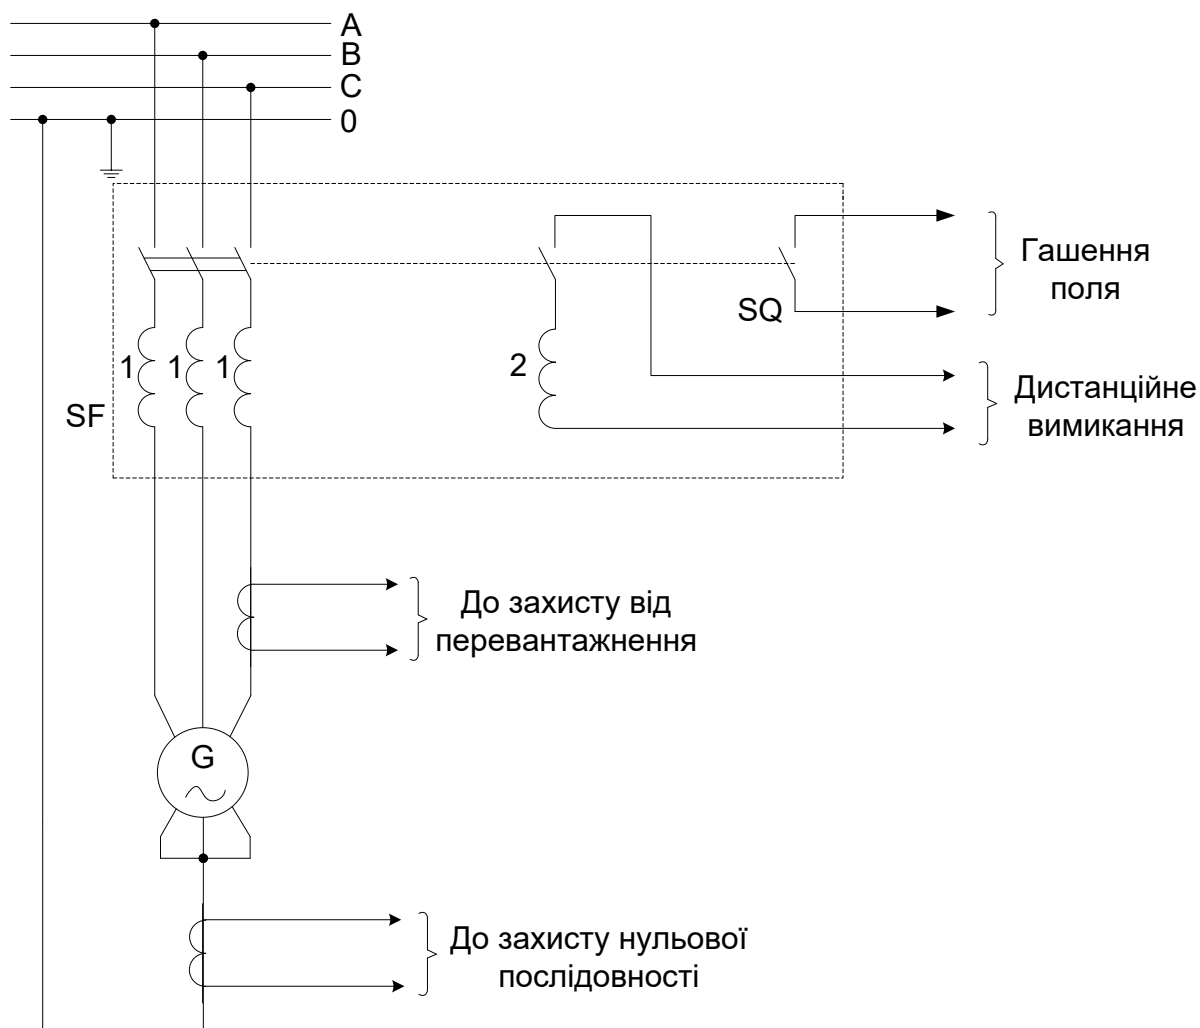 A
B
C
0
Гашення
поля
SQ
1 1 1
2
SF
Дистанційне
вимикання
До захисту від
перевантажнення
G
До захисту нульової
послідовності